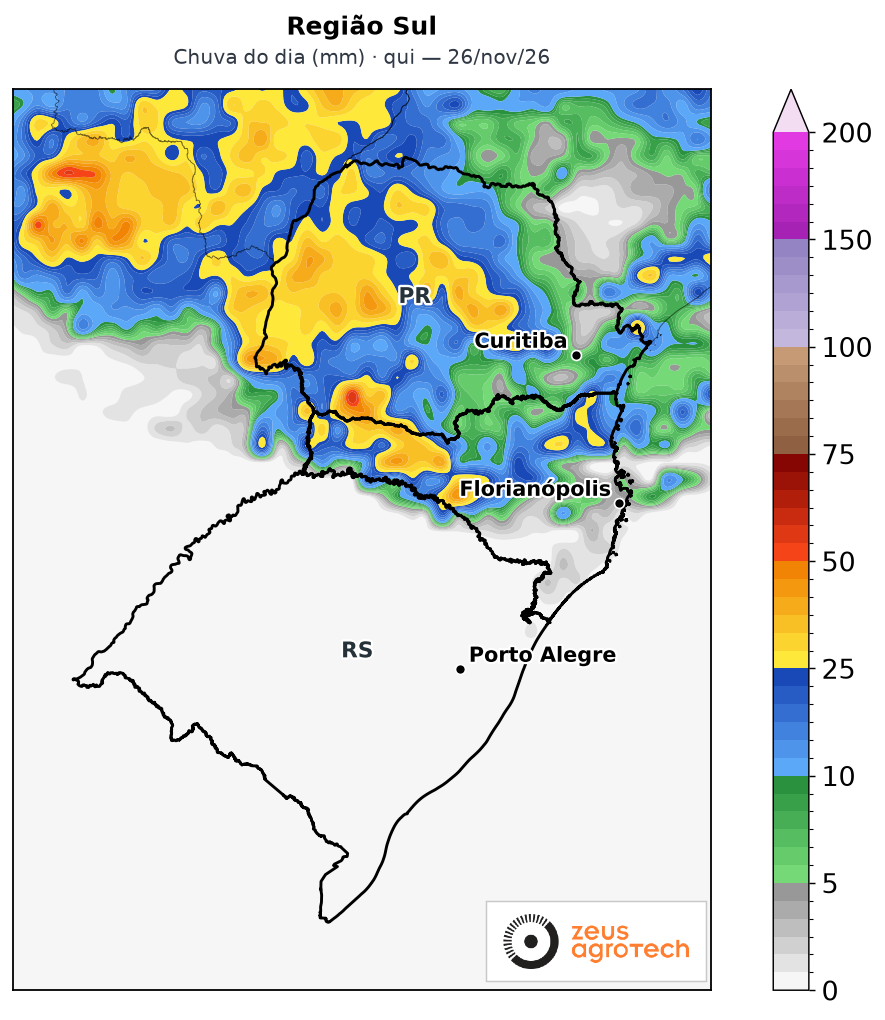 Região Sul
Chuva do dia (mm) · qui — 26/nov/26
200
150
100
75
50
25
10
5
0
PR
Curitiba
Florianópolis
RS
Porto Alegre
zeus
agrotech